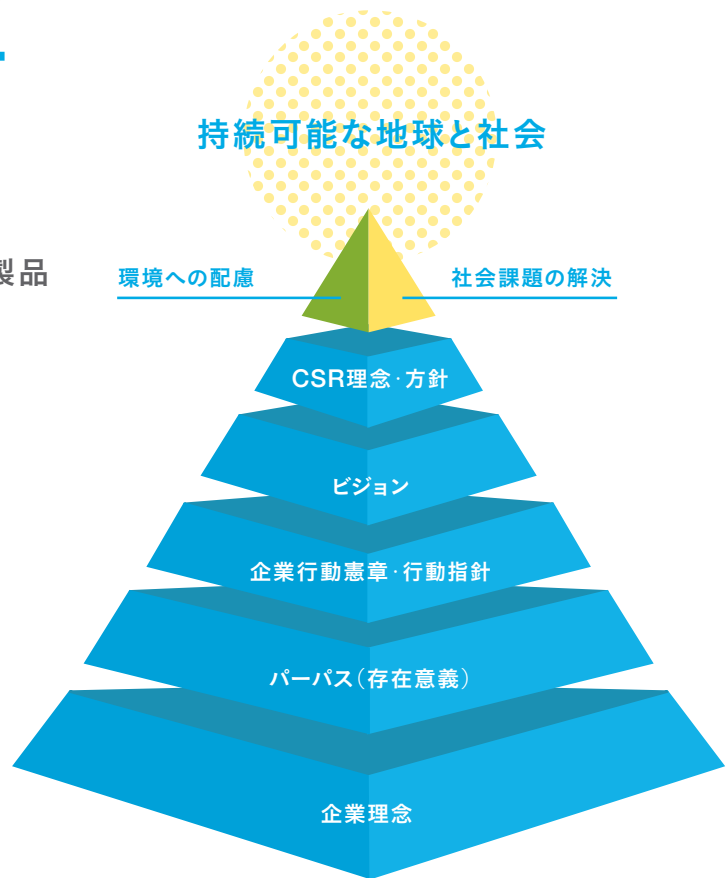 持続可能な地球と社会
製品
環境への配慮
社会課題の解決
CSR理念・方針
ビジョン
企業行動憲章・行動指針
パーパス（存在意義）
企業理念